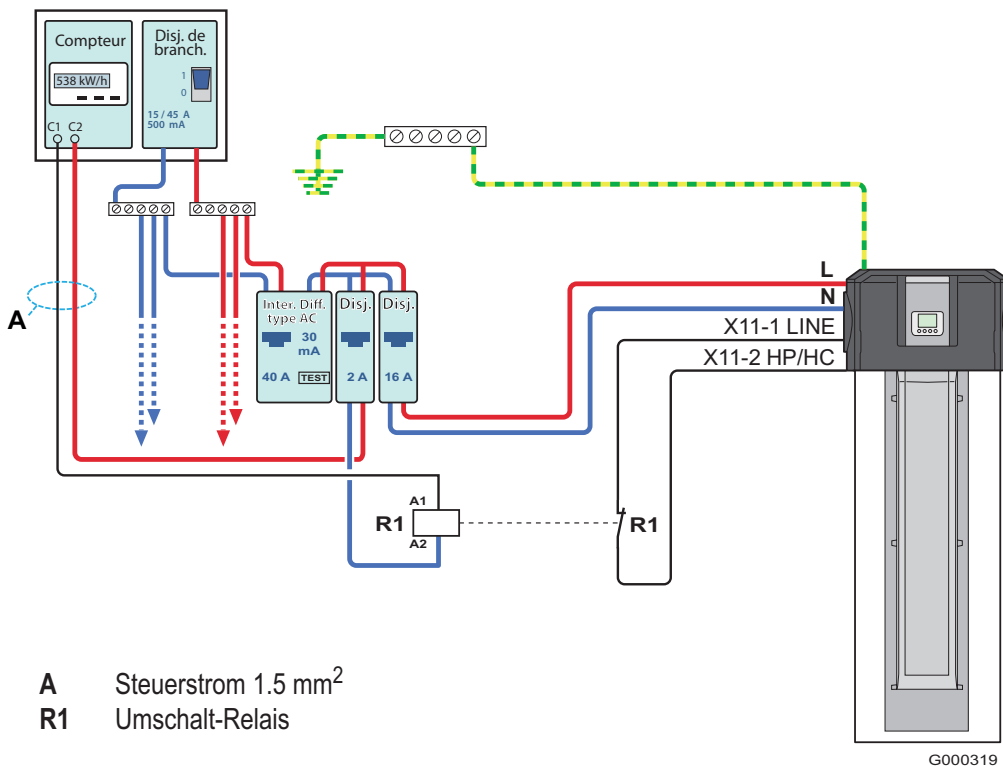 Compteur
538 kW/h
C1 C2
Disj. de
branch.
1
0
15 / 45 A
500 mA
A
Inter. Diff.
type AC
30
mA
40 A TEST
Disj.
2 A
Disj.
16 A
L
N
X11-1 LINE
X11-2 HP/HC
A1
R1
A2
R1
A Steuerstrom 1.5 mm²
R1 Umschalt-Relais
G000319